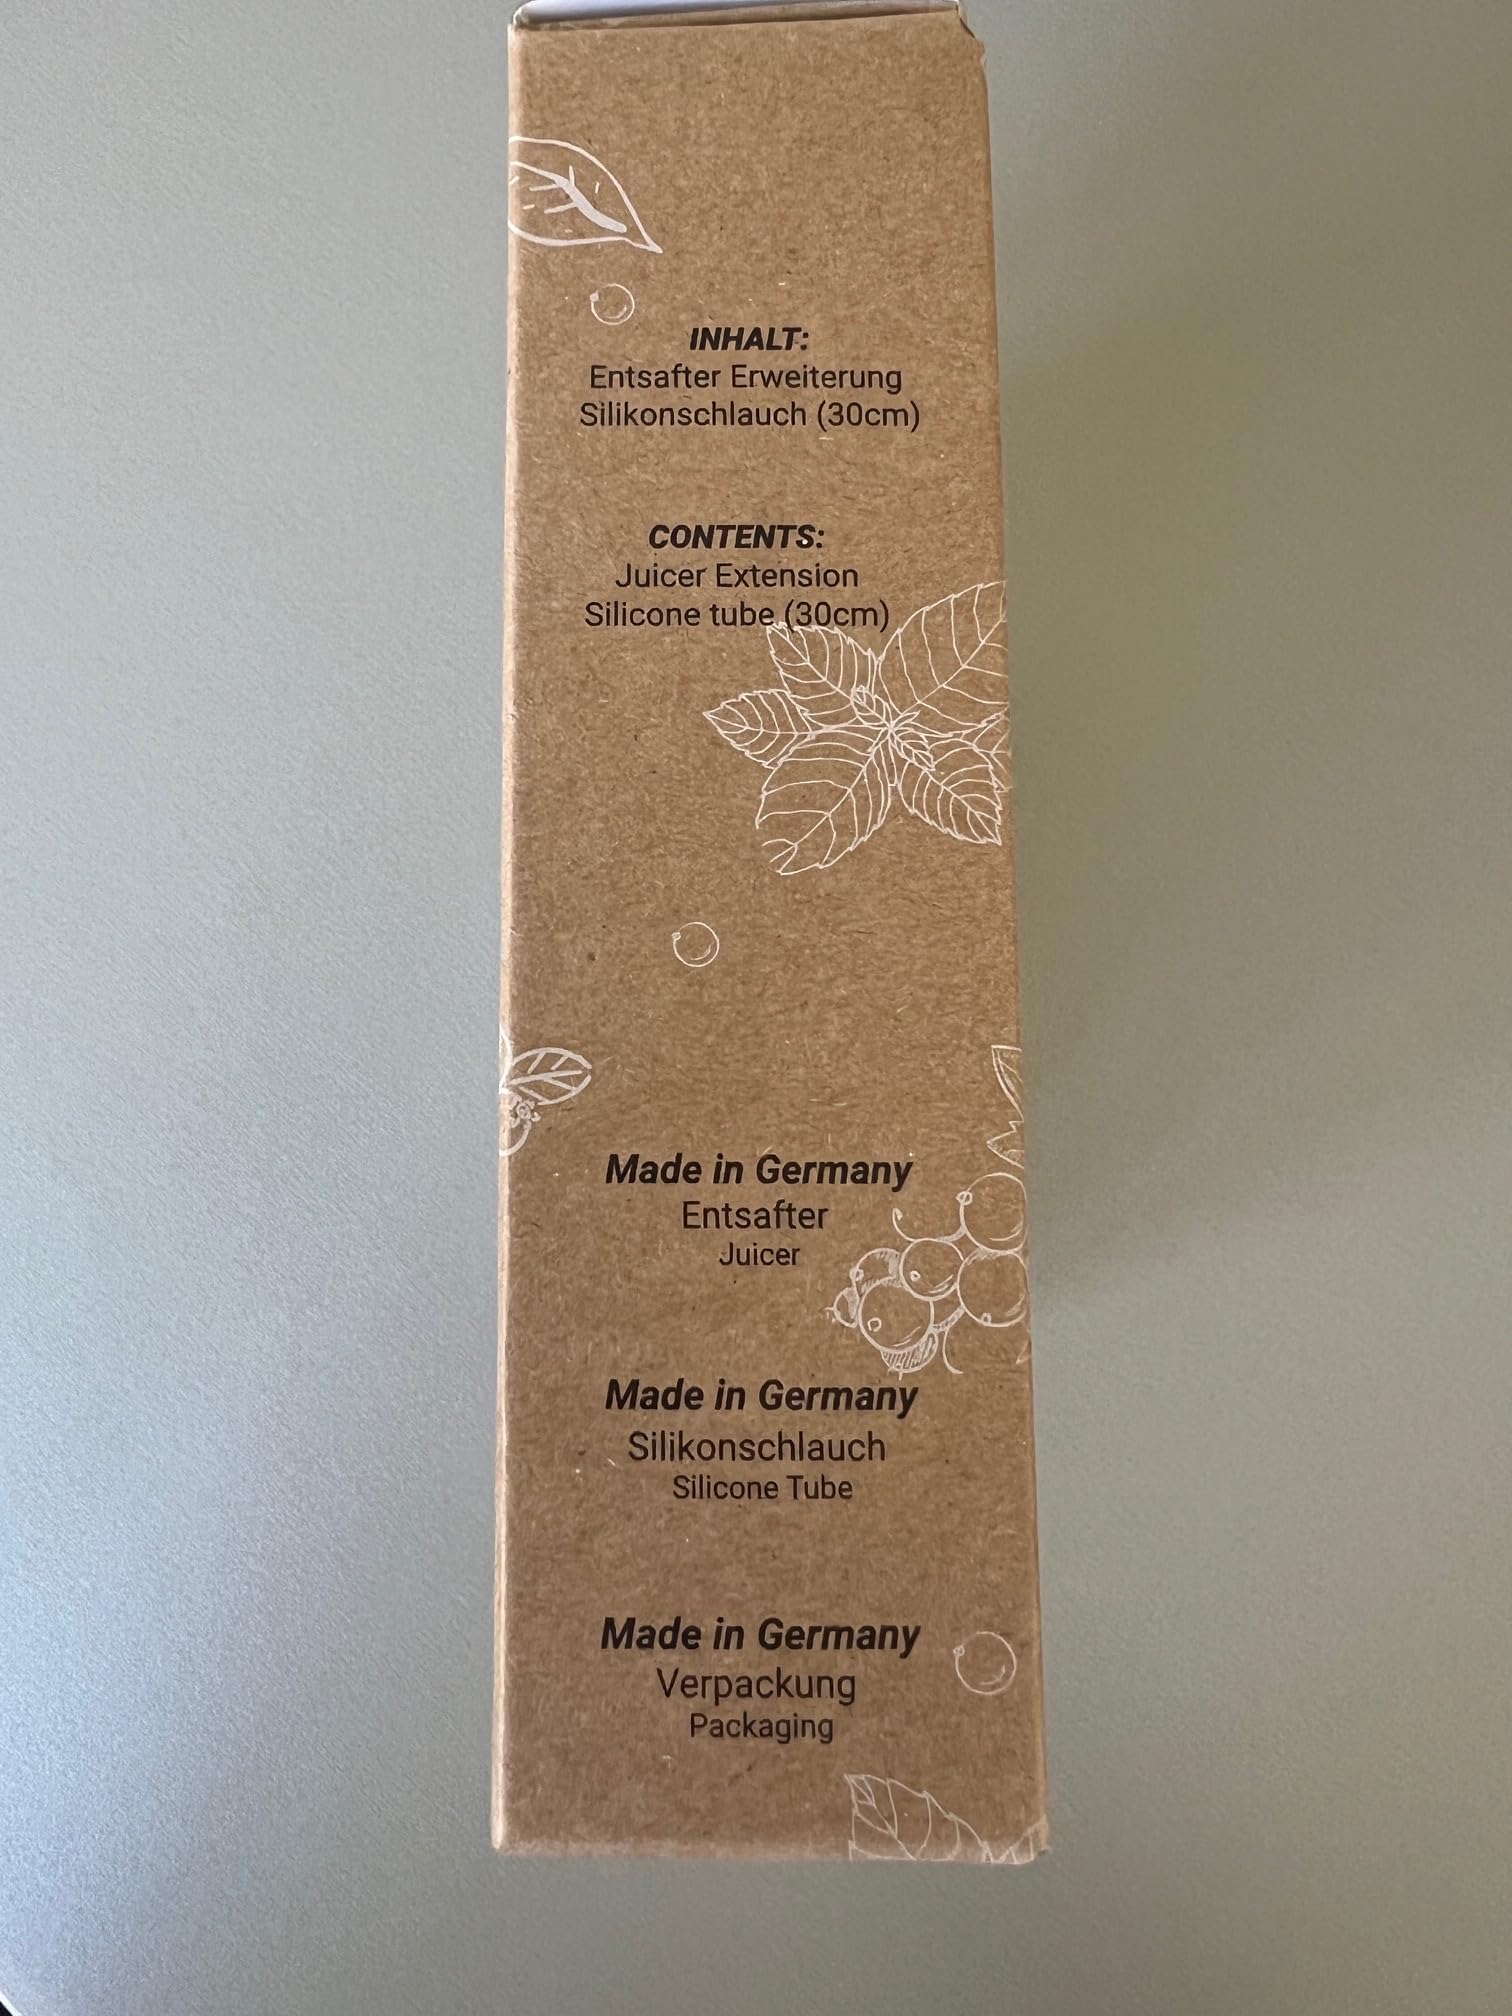 INHALT:
Entsafter Erweiterung
Silikonschlauch (30cm)
CONTENTS:
Juicer Extension
Silicone tube (30cm)
Made in Germany
Entsafter
Juicer
Made in Germany
Silikonschlauch
Silicone Tube
Made in Germany
Verpackung
Packaging